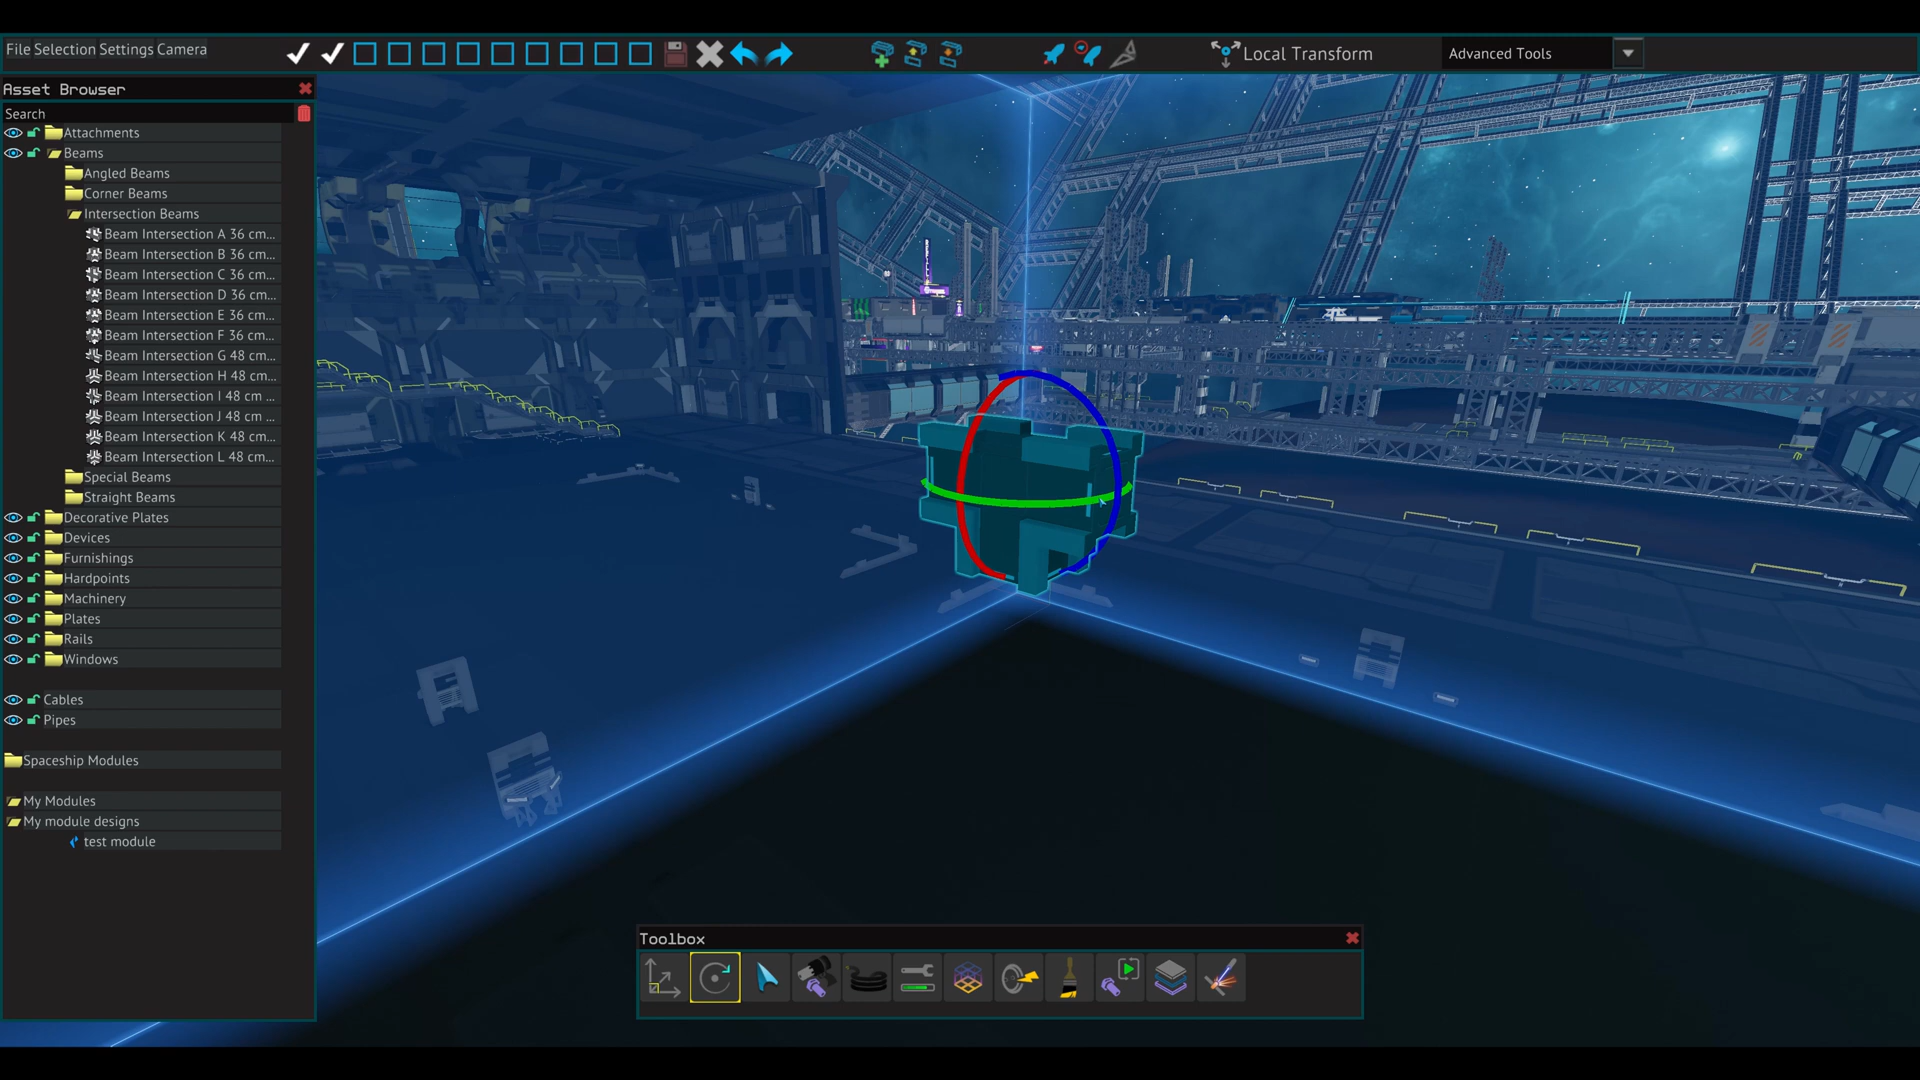 File Selection Settings Camera
Local Transform
Advanced Tools
Asset Browser
Search
Attachments
Beams
Angled Beams
Corner Beams
Intersection Beams
Beam Intersection A 36 cm...
Beam Intersection B 36 cm...
Beam Intersection C 36 cm...
Beam Intersection D 36 cm...
Beam Intersection E 36 cm...
Beam Intersection F 36 cm...
Beam Intersection G 48 cm...
Beam Intersection H 48 cm...
Beam Intersection I 48 cm ...
Beam Intersection J 48 cm...
Beam Intersection K 48 cm...
Beam Intersection L 48 cm...
Special Beams
Straight Beams
Decorative Plates
Devices
Furnishings
Hardpoints
Machinery
Plates
Rails
Windows
Cables
Pipes
Spaceship Modules
My Modules
My module designs
test module
Toolbox